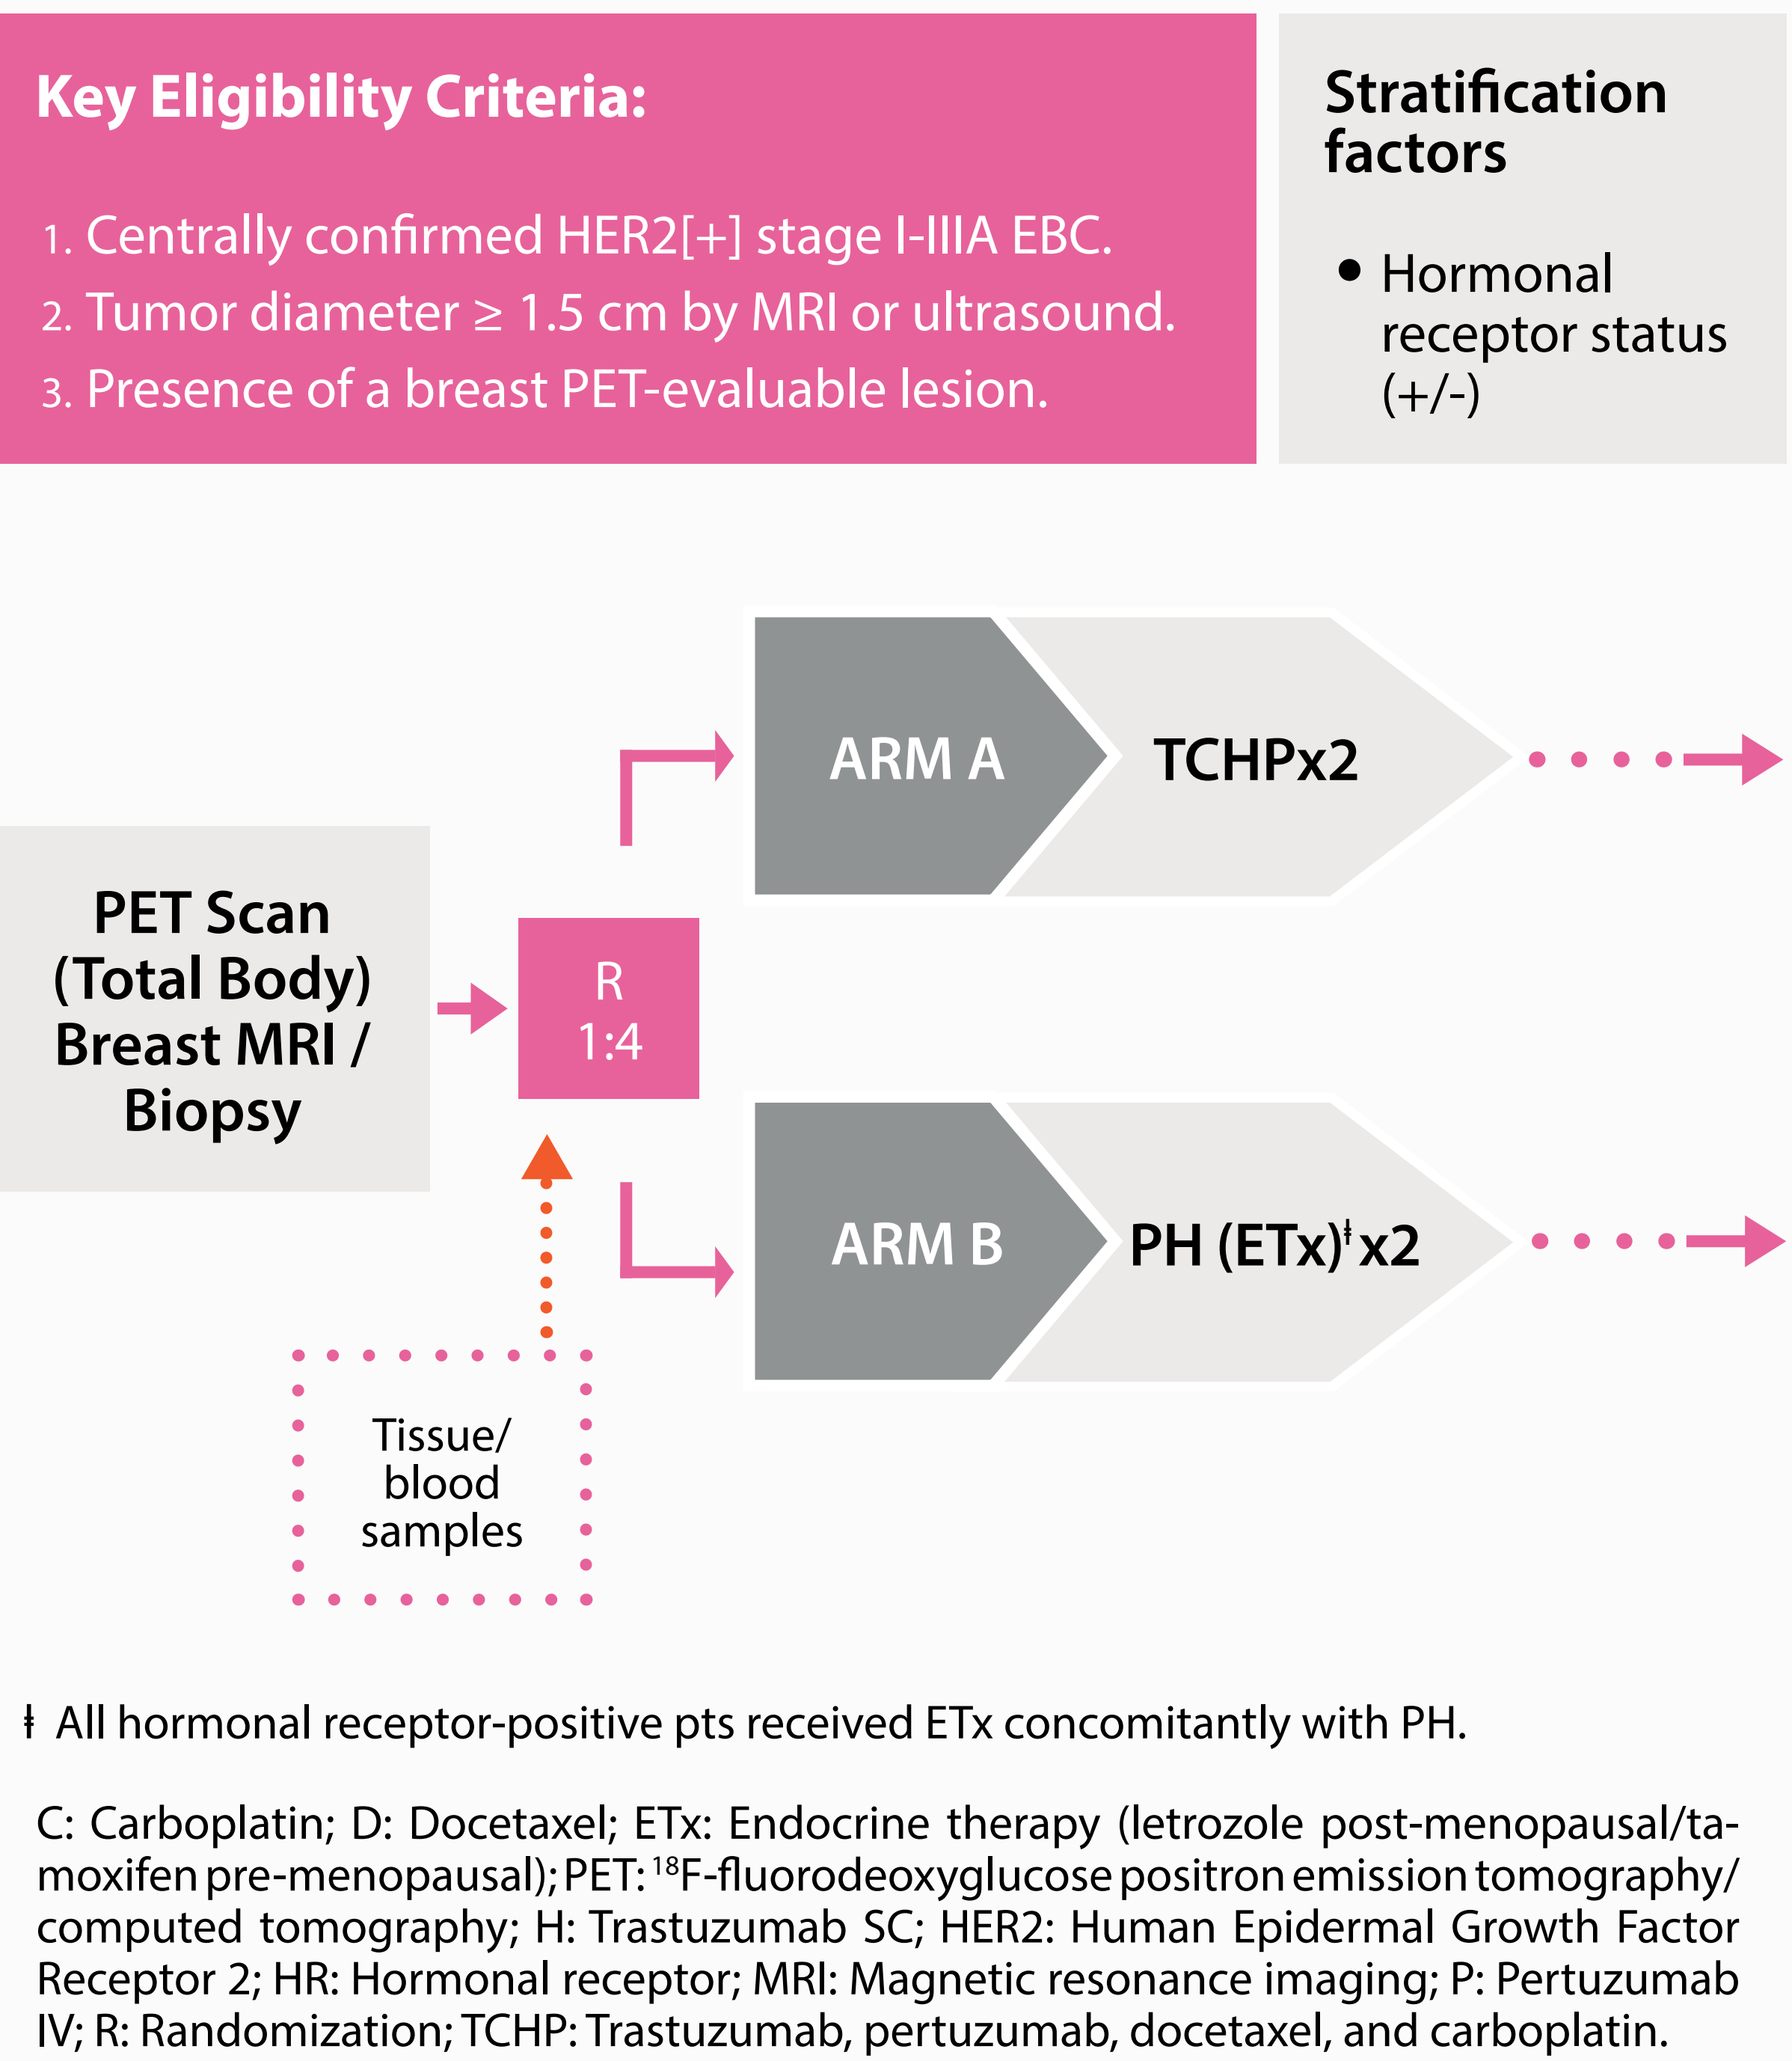 Key Eligibility Criteria:
1. Centrally confirmed HER2[+] stage I-IIIA EBC.
2. Tumor diameter ≥ 1.5 cm by MRI or ultrasound.
3. Presence of a breast PET-evaluable lesion.
Stratification
factors
• Hormonal
receptor status
(+/-)
PET Scan
(Total Body)
Breast MRI /
Biopsy
R
1:4
ARM A
TCHPx2
ARM B
PH (ETx)ǂ x2
Tissue/
blood
samples
ǂ All hormonal receptor-positive pts received ETx concomitantly with PH.
C: Carboplatin; D: Docetaxel; ETx: Endocrine therapy (letrozole post-menopausal/ta-
moxifen pre-menopausal); PET: ¹⁸F-fluorodeoxyglucose positron emission tomography/
computed tomography; H: Trastuzumab SC; HER2: Human Epidermal Growth Factor
Receptor 2; HR: Hormonal receptor; MRI: Magnetic resonance imaging; P: Pertuzumab
IV; R: Randomization; TCHP: Trastuzumab, pertuzumab, docetaxel, and carboplatin.